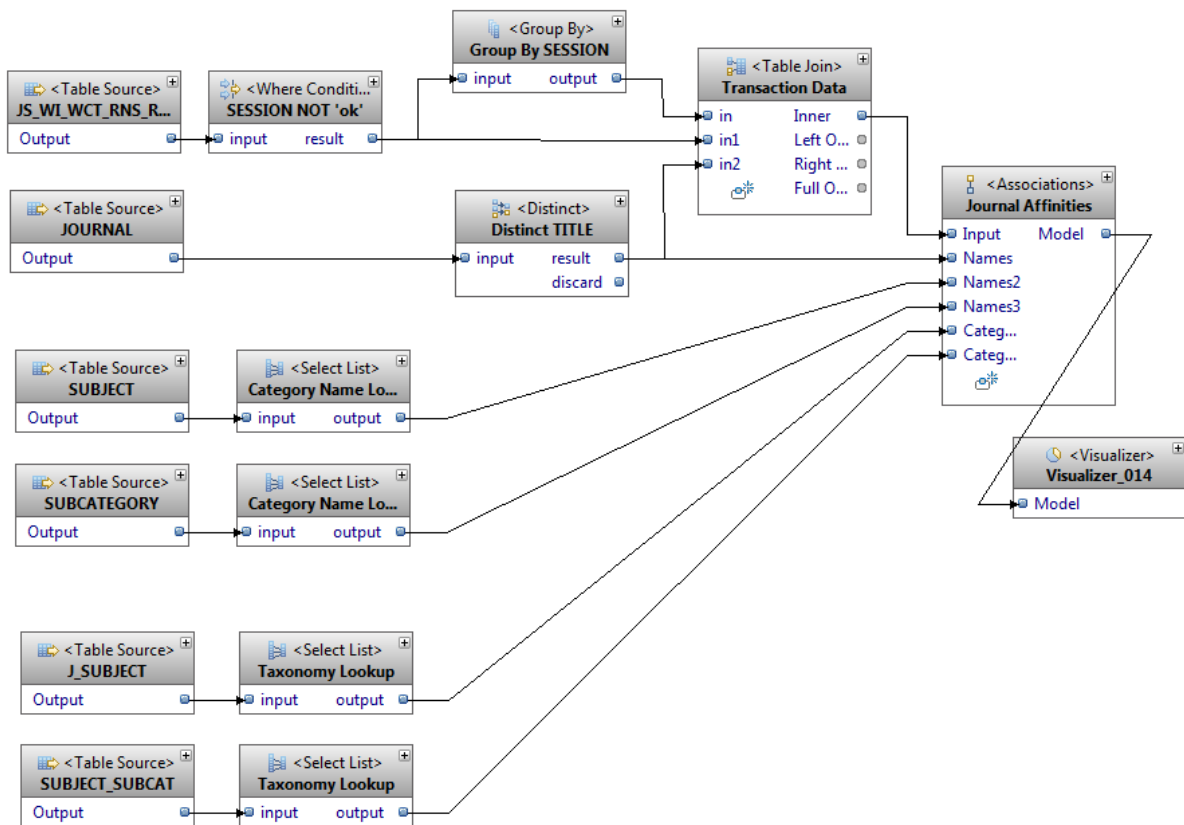 <Group By>
Group By SESSION
input output
<Table Source>
JS_WI_WCT_RNS_R...
Output
<Where Conditi...
SESSION NOT 'ok'
input result
<Table Join>
Transaction Data
in Inner
in1 Left O...
in2 Right ...
Full O...
<Table Source>
JOURNAL
Output
<Distinct>
Distinct TITLE
input result
discard
<Associations>
Journal Affinities
Input Model
Names
Names2
Names3
Categ...
Categ...
<Table Source>
SUBJECT
Output
<Select List>
Category Name Lo...
input output
<Visualizer>
Visualizer_014
Model
<Table Source>
SUBCATEGORY
Output
<Select List>
Category Name Lo...
input output
<Table Source>
J_SUBJECT
Output
<Select List>
Taxonomy Lookup
input output
<Table Source>
SUBJECT_SUBCAT
Output
<Select List>
Taxonomy Lookup
input output